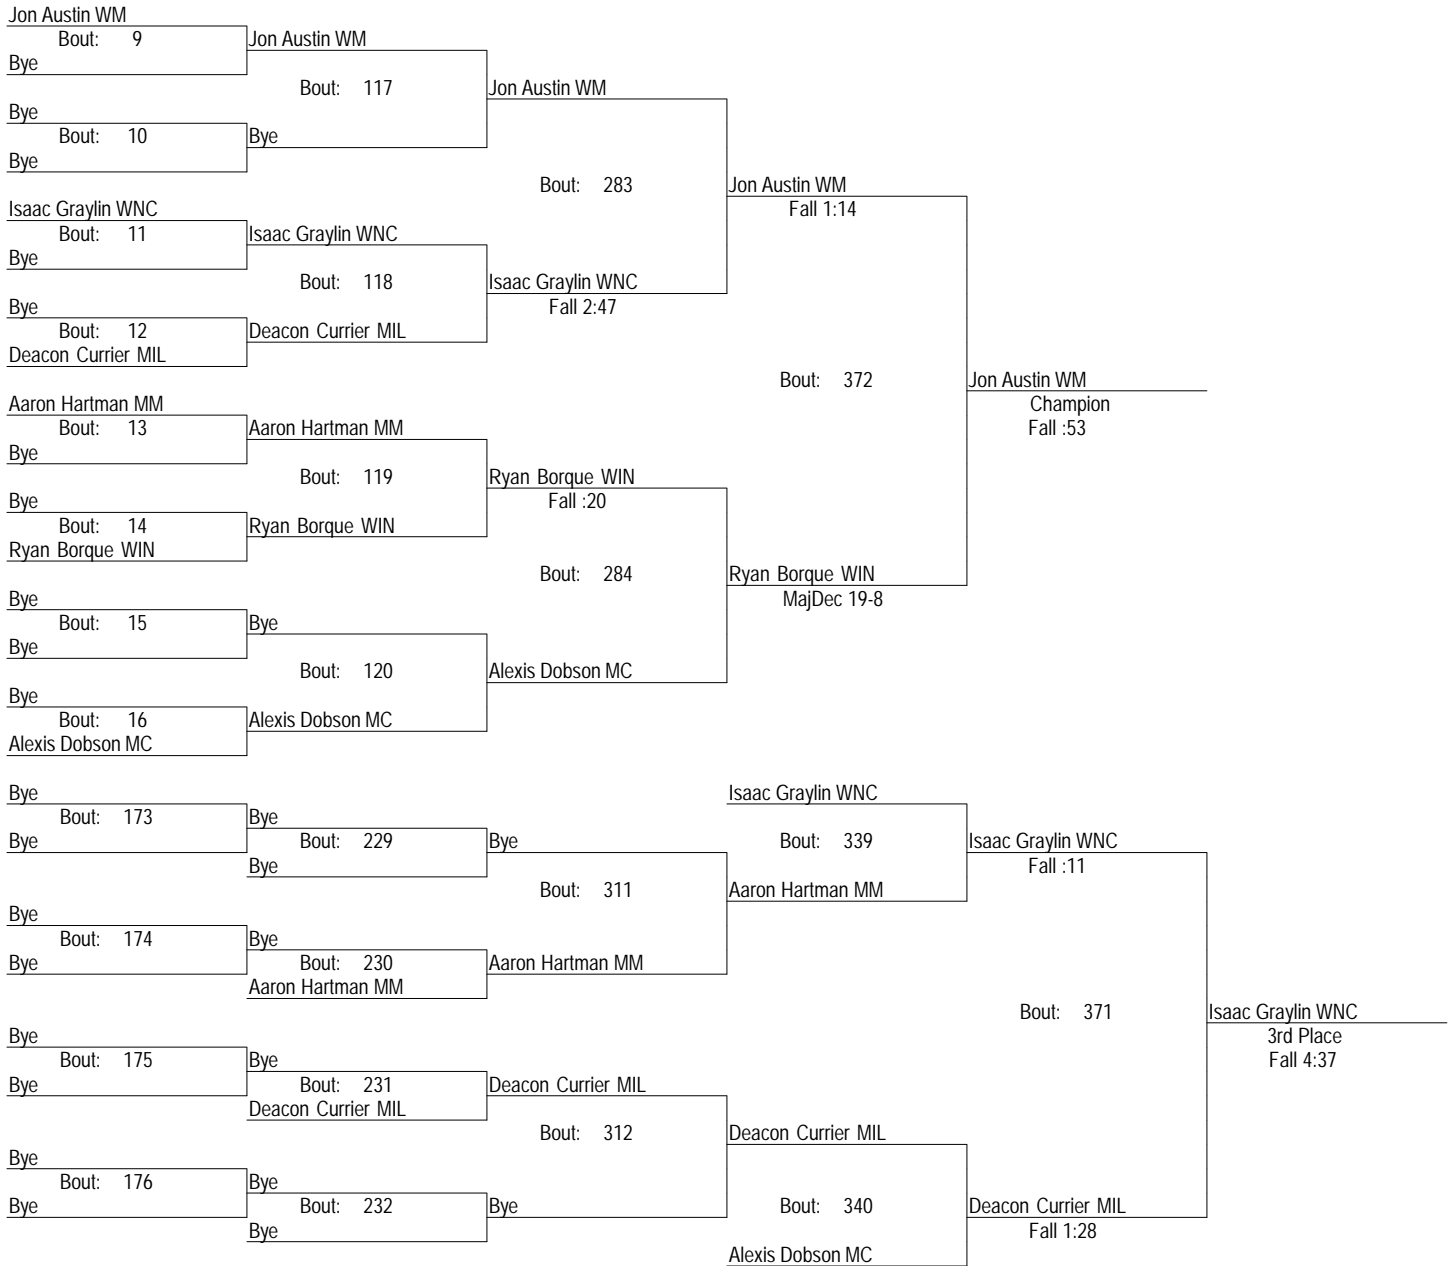 Jon Austin WM
Bout: 9
Jon Austin WM
Bye
Bout: 117
Jon Austin WM
Bye
Bout: 10
Bye
Bye
Bout: 283
Jon Austin WM
Fall 1:14
Isaac Graylin WNC
Bout: 11
Isaac Graylin WNC
Bye
Bout: 118
Isaac Graylin WNC
Fall 2:47
Bye
Bout: 12
Deacon Currier MIL
Deacon Currier MIL
Bout: 372
Jon Austin WM
Champion
Fall :53
Aaron Hartman MM
Bout: 13
Aaron Hartman MM
Bye
Bout: 119
Ryan Borque WIN
Fall :20
Bye
Bout: 14
Ryan Borque WIN
Ryan Borque WIN
Bout: 284
Ryan Borque WIN
MajDec 19-8
Bye
Bout: 15
Bye
Bye
Bout: 120
Alexis Dobson MC
Bye
Bout: 16
Alexis Dobson MC
Alexis Dobson MC
Bye
Bout: 173
Bye
Bye
Bout: 229
Bye
Bye
Isaac Graylin WNC
Bout: 339
Isaac Graylin WNC
Fall :11
Bout: 311
Aaron Hartman MM
Bye
Bout: 174
Bye
Bye
Bout: 230
Aaron Hartman MM
Aaron Hartman MM
Bout: 371
Isaac Graylin WNC
3rd Place
Fall 4:37
Bye
Bout: 175
Bye
Bye
Bout: 231
Deacon Currier MIL
Deacon Currier MIL
Bout: 312
Deacon Currier MIL
Bye
Bout: 176
Bye
Bye
Bout: 232
Bye
Bye
Bout: 340
Deacon Currier MIL
Fall 1:28
Alexis Dobson MC